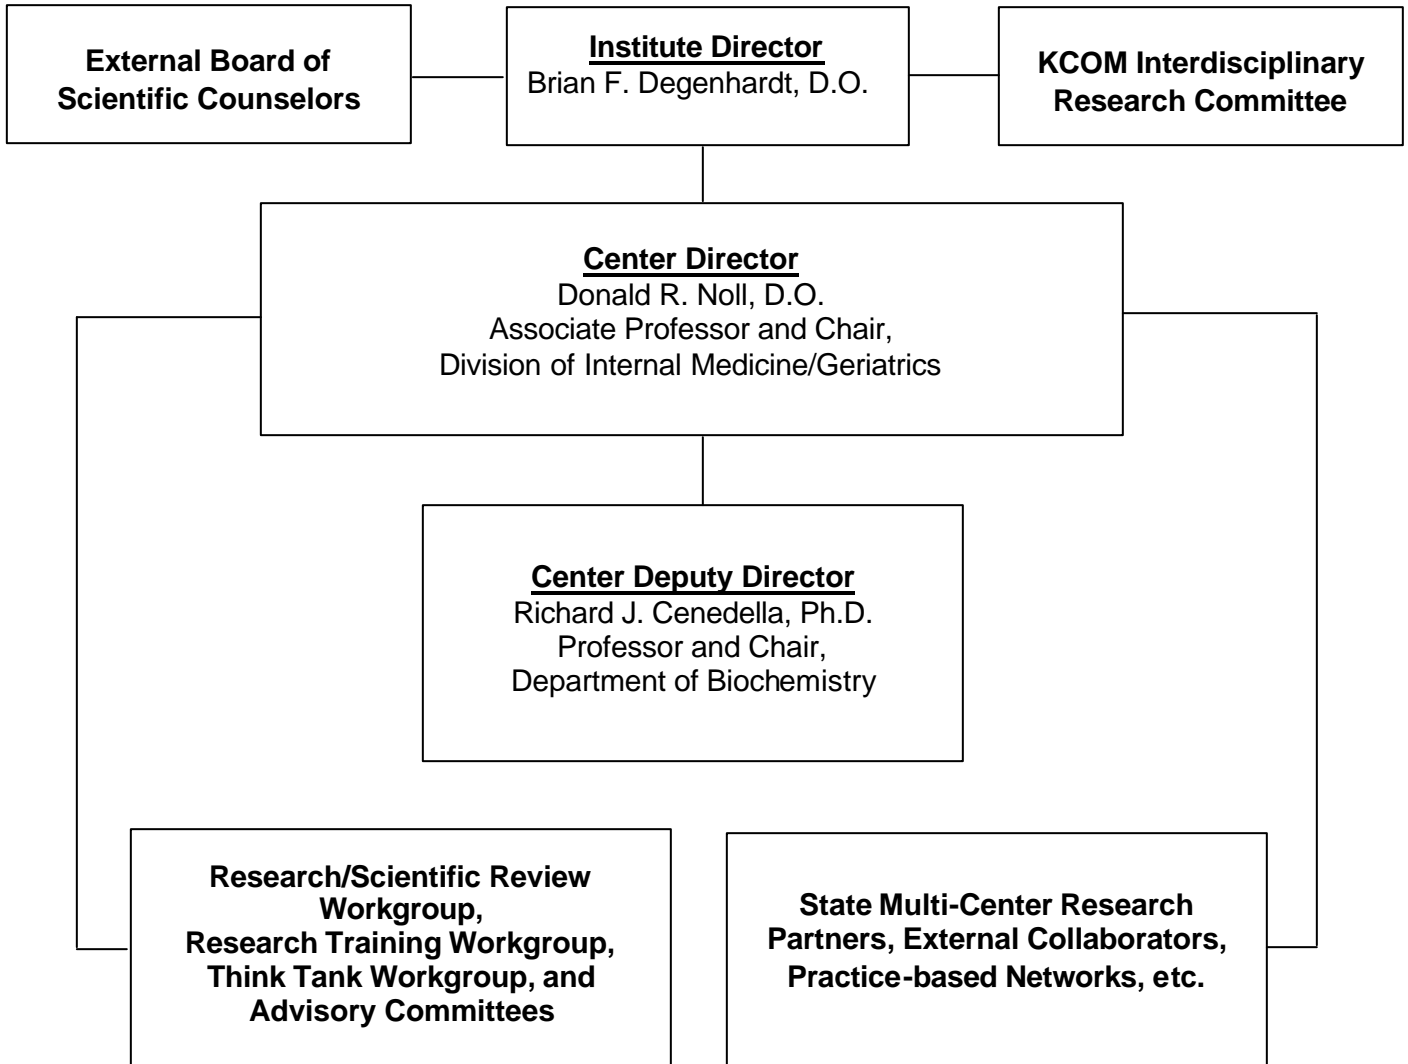 External Board of
Scientific Counselors
Institute Director
Brian F. Degenhardt, D.O.
KCOM Interdisciplinary
Research Committee
Center Director
Donald R. Noll, D.O.
Associate Professor and Chair,
Division of Internal Medicine/Geriatrics
Center Deputy Director
Richard J. Cenedella, Ph.D.
Professor and Chair,
Department of Biochemistry
Research/Scientific Review
Workgroup,
Research Training Workgroup,
Think Tank Workgroup, and
Advisory Committees
State Multi-Center Research
Partners, External Collaborators,
Practice-based Networks, etc.